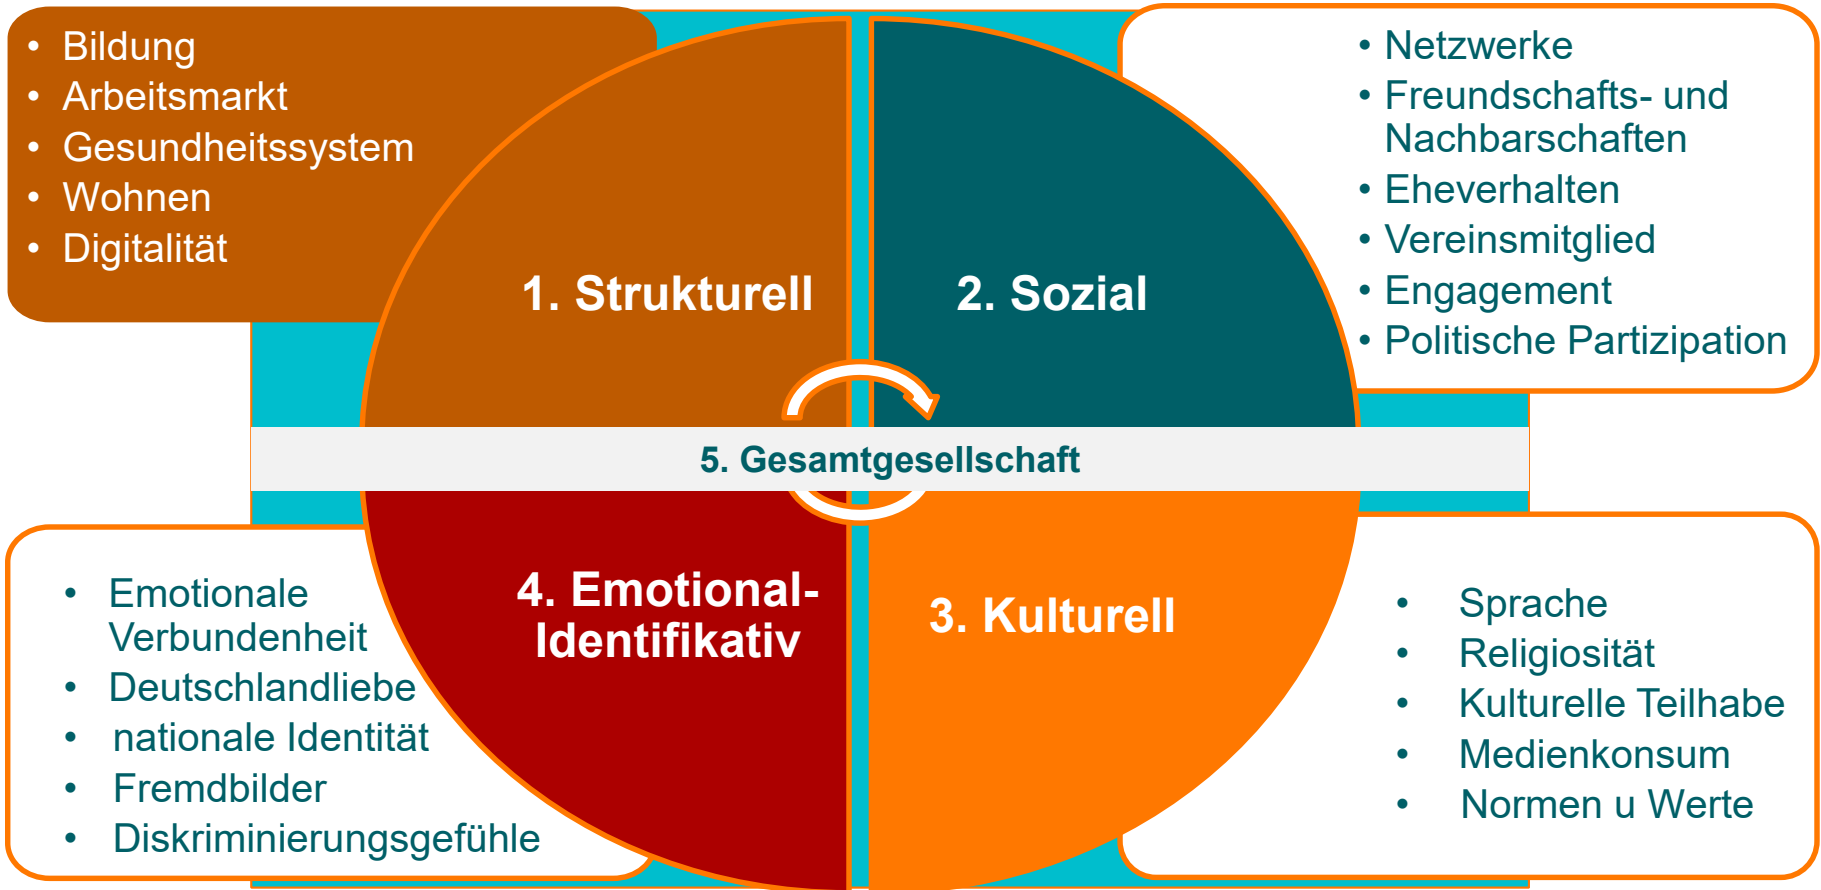 • Bildung
• Arbeitsmarkt
• Gesundheitssystem
• Wohnen
• Digitalität
1. Strukturell
2. Sozial
• Netzwerke
• Freundschafts- und
Nachbarschaften
• Eheverhalten
• Vereinsmitglied
• Engagement
• Politische Partizipation
5. Gesamtgesellschaft
• Emotionale
Verbundenheit
• Deutschlandliebe
• nationale Identität
• Fremdbilder
• Diskriminierungsgefühle
4. Emotional-
Identifikativ
3. Kulturell
• Sprache
• Religiosität
• Kulturelle Teilhabe
• Medienkonsum
• Normen u Werte